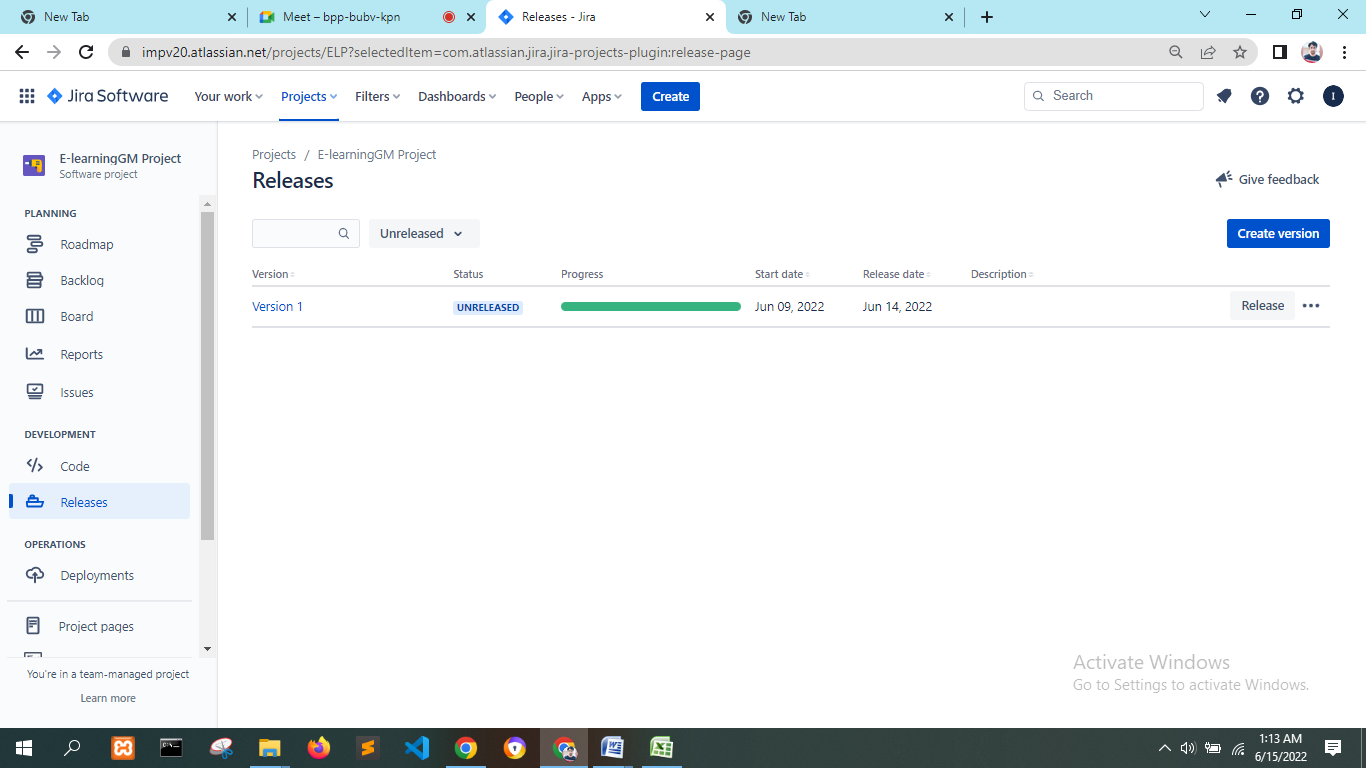 New Tab
Meet – bpp-bubv-kpn
Releases - Jira
New Tab
impv20.atlassian.net/projects/ELP?selectedItem=com.atlassian.jira.jira-projects-plugin:release-page
Jira Software
Your work
Projects
Filters
Dashboards
People
Apps
Create
Search
I
E-learningGM Project
Software project
PLANNING
Roadmap
Backlog
Board
Reports
Issues
DEVELOPMENT
Code
Releases
OPERATIONS
Deployments
Project pages
You're in a team-managed project
Learn more
Projects / E-learningGM Project
Releases
Give feedback
Unreleased
Create version
Version Status Progress Start date Release date Description
Version 1 UNRELEASED Jun 09, 2022 Jun 14, 2022 Release
Activate Windows
Go to Settings to activate Windows.
1:13 AM
6/15/2022